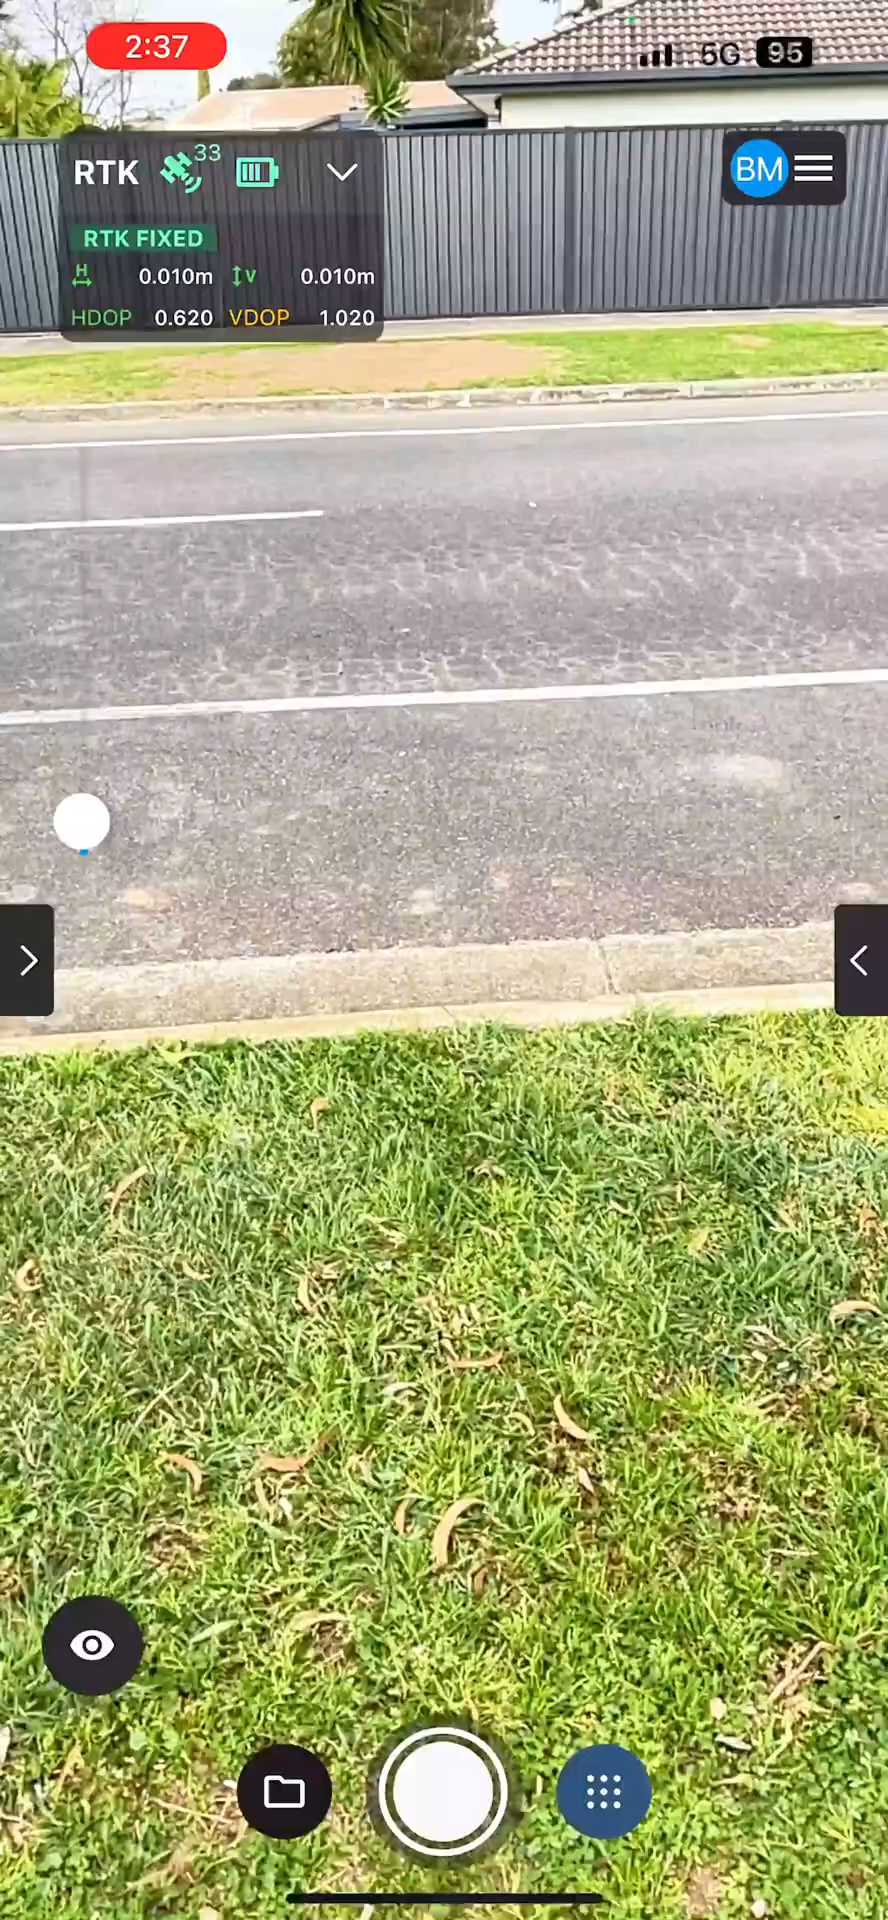 2:37
5G 95
RTK 33
BM
RTK FIXED
H 0.010m V 0.010m
HDOP 0.620 VDOP 1.020